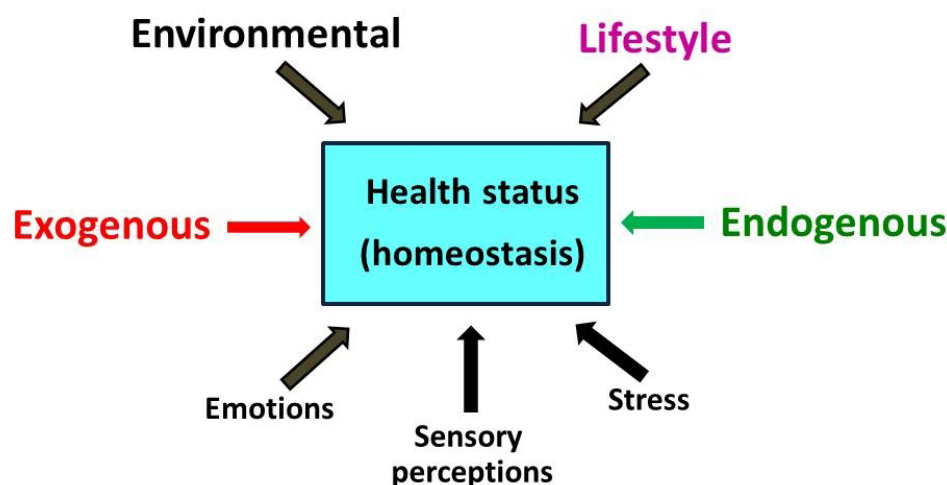 Environmental
Lifestyle
Health status
(homeostasis)
Exogenous
Endogenous
Emotions
Sensory
perceptions
Stress